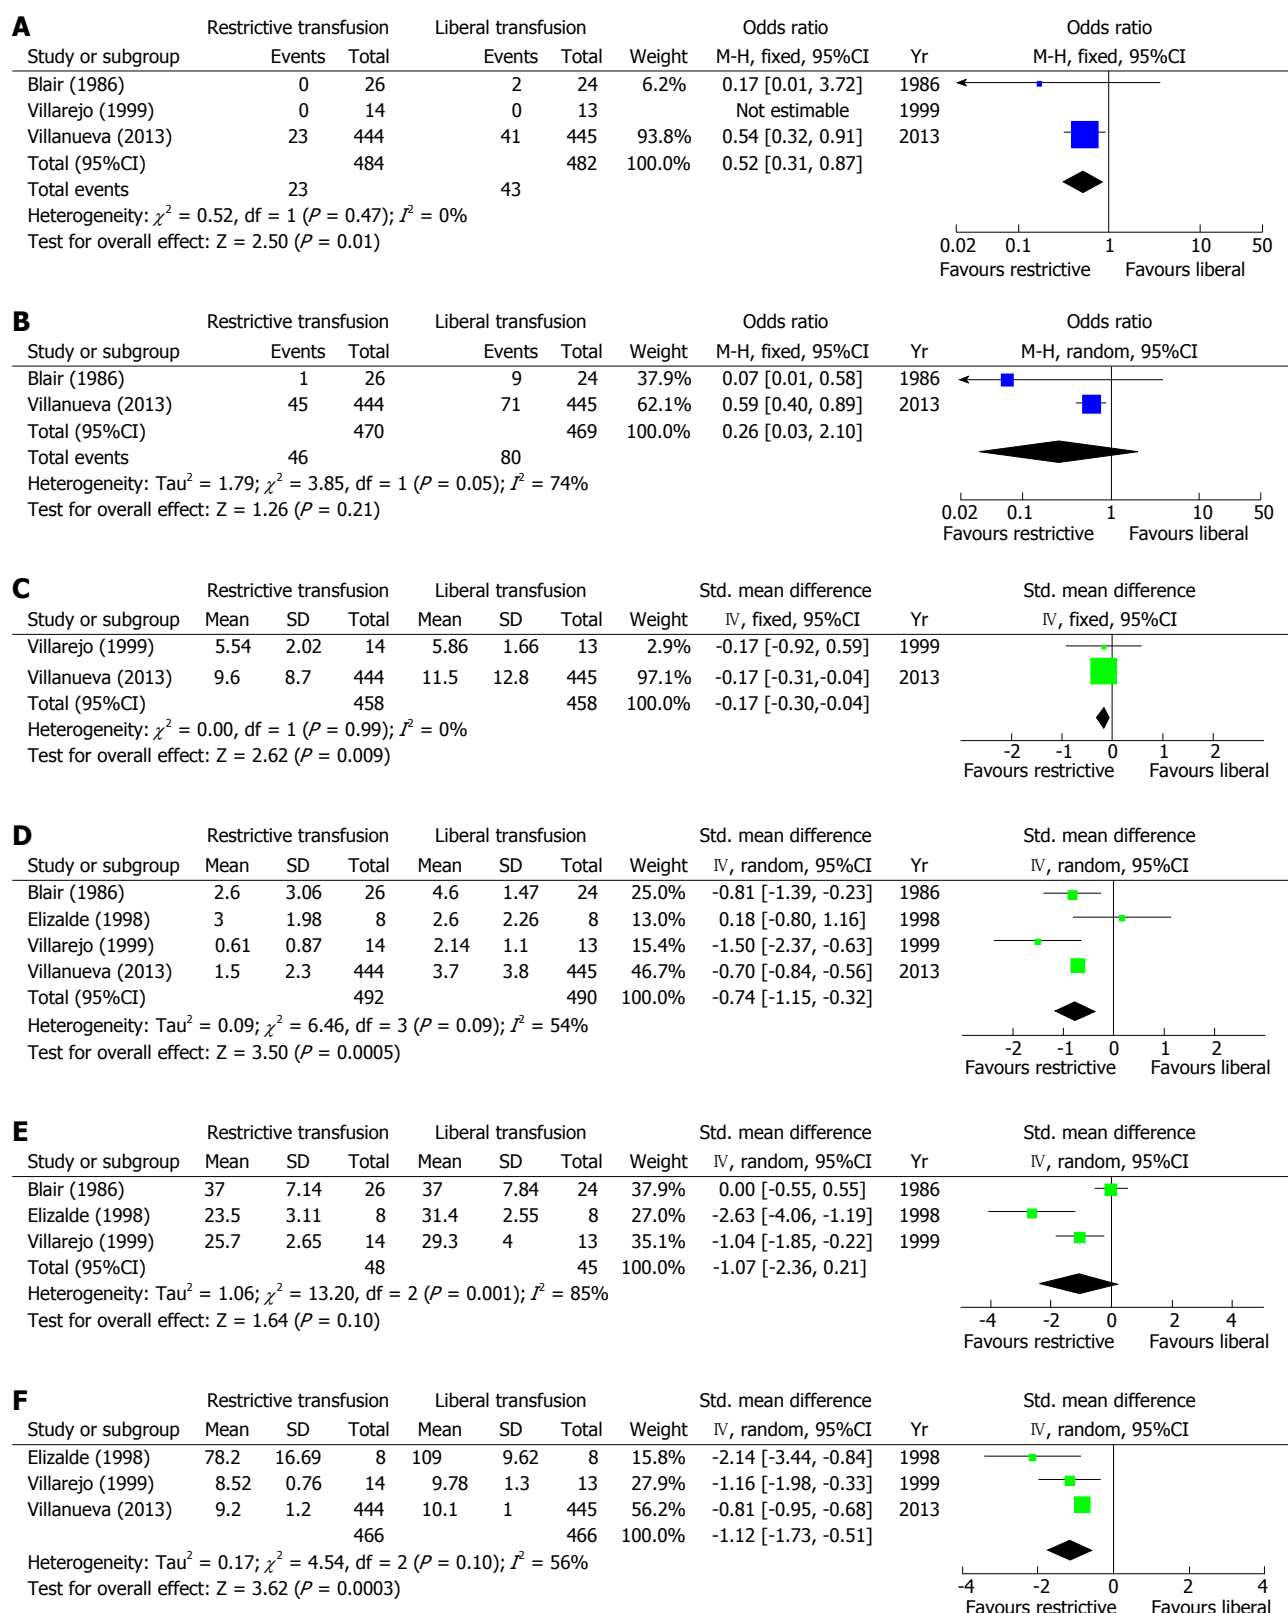 A Restrictive transfusion Liberal transfusion Odds ratio Odds ratio
Study or subgroup Events Total Events Total Weight M-H, fixed, 95%CI Yr M-H, fixed, 95%CI
Blair (1986) 0 26 2 24 6.2% 0.17 [0.01, 3.72] 1986
Villarejo (1999) 0 14 0 13 Not estimable 1999
Villanueva (2013) 23 444 41 445 93.8% 0.54 [0.32, 0.91] 2013
Total (95%CI) 484 482 100.0% 0.52 [0.31, 0.87]
Total events 23 43
Heterogeneity: χ² = 0.52, df = 1 (P = 0.47); I² = 0%
Test for overall effect: Z = 2.50 (P = 0.01)
0.02 0.1 1 10 50
Favours restrictive Favours liberal
B Restrictive transfusion Liberal transfusion Odds ratio Odds ratio
Study or subgroup Events Total Events Total Weight M-H, fixed, 95%CI Yr M-H, random, 95%CI
Blair (1986) 1 26 9 24 37.9% 0.07 [0.01, 0.58] 1986
Villanueva (2013) 45 444 71 445 62.1% 0.59 [0.40, 0.89] 2013
Total (95%CI) 470 469 100.0% 0.26 [0.03, 2.10]
Total events 46 80
Heterogeneity: Tau² = 1.79; χ² = 3.85, df = 1 (P = 0.05); I² = 74%
Test for overall effect: Z = 1.26 (P = 0.21)
0.02 0.1 1 10 50
Favours restrictive Favours liberal
C Restrictive transfusion Liberal transfusion Std. mean difference Std. mean difference
Study or subgroup Mean SD Total Mean SD Total Weight Ⅳ, fixed, 95%CI Yr Ⅳ, fixed, 95%CI
Villarejo (1999) 5.54 2.02 14 5.86 1.66 13 2.9% -0.17 [-0.92, 0.59] 1999
Villanueva (2013) 9.6 8.7 444 11.5 12.8 445 97.1% -0.17 [-0.31,-0.04] 2013
Total (95%CI) 458 458 100.0% -0.17 [-0.30,-0.04]
Heterogeneity: χ² = 0.00, df = 1 (P = 0.99); I² = 0%
Test for overall effect: Z = 2.62 (P = 0.009)
-2 -1 0 1 2
Favours restrictive Favours liberal
D Restrictive transfusion Liberal transfusion Std. mean difference Std. mean difference
Study or subgroup Mean SD Total Mean SD Total Weight Ⅳ, random, 95%CI Yr Ⅳ, random, 95%CI
Blair (1986) 2.6 3.06 26 4.6 1.47 24 25.0% -0.81 [-1.39, -0.23] 1986
Elizalde (1998) 3 1.98 8 2.6 2.26 8 13.0% 0.18 [-0.80, 1.16] 1998
Villarejo (1999) 0.61 0.87 14 2.14 1.1 13 15.4% -1.50 [-2.37, -0.63] 1999
Villanueva (2013) 1.5 2.3 444 3.7 3.8 445 46.7% -0.70 [-0.84, -0.56] 2013
Total (95%CI) 492 490 100.0% -0.74 [-1.15, -0.32]
Heterogeneity: Tau² = 0.09; χ² = 6.46, df = 3 (P = 0.09); I² = 54%
Test for overall effect: Z = 3.50 (P = 0.0005)
-2 -1 0 1 2
Favours restrictive Favours liberal
E Restrictive transfusion Liberal transfusion Std. mean difference Std. mean difference
Study or subgroup Mean SD Total Mean SD Total Weight Ⅳ, random, 95%CI Yr Ⅳ, random, 95%CI
Blair (1986) 37 7.14 26 37 7.84 24 37.9% 0.00 [-0.55, 0.55] 1986
Elizalde (1998) 23.5 3.11 8 31.4 2.55 8 27.0% -2.63 [-4.06, -1.19] 1998
Villarejo (1999) 25.7 2.65 14 29.3 4 13 35.1% -1.04 [-1.85, -0.22] 1999
Total (95%CI) 48 45 100.0% -1.07 [-2.36, 0.21]
Heterogeneity: Tau² = 1.06; χ² = 13.20, df = 2 (P = 0.001); I² = 85%
Test for overall effect: Z = 1.64 (P = 0.10)
-4 -2 0 2 4
Favours restrictive Favours liberal
F Restrictive transfusion Liberal transfusion Std. mean difference Std. mean difference
Study or subgroup Mean SD Total Mean SD Total Weight Ⅳ, random, 95%CI Yr Ⅳ, random, 95%CI
Elizalde (1998) 78.2 16.69 8 109 9.62 8 15.8% -2.14 [-3.44, -0.84] 1998
Villarejo (1999) 8.52 0.76 14 9.78 1.3 13 27.9% -1.16 [-1.98, -0.33] 1999
Villanueva (2013) 9.2 1.2 444 10.1 1 445 56.2% -0.81 [-0.95, -0.68] 2013
466 466 100.0% -1.12 [-1.73, -0.51]
Heterogeneity: Tau² = 0.17; χ² = 4.54, df = 2 (P = 0.10); I² = 56%
Test for overall effect: Z = 3.62 (P = 0.0003)
-4 -2 0 2 4
Favours restrictive Favours liberal